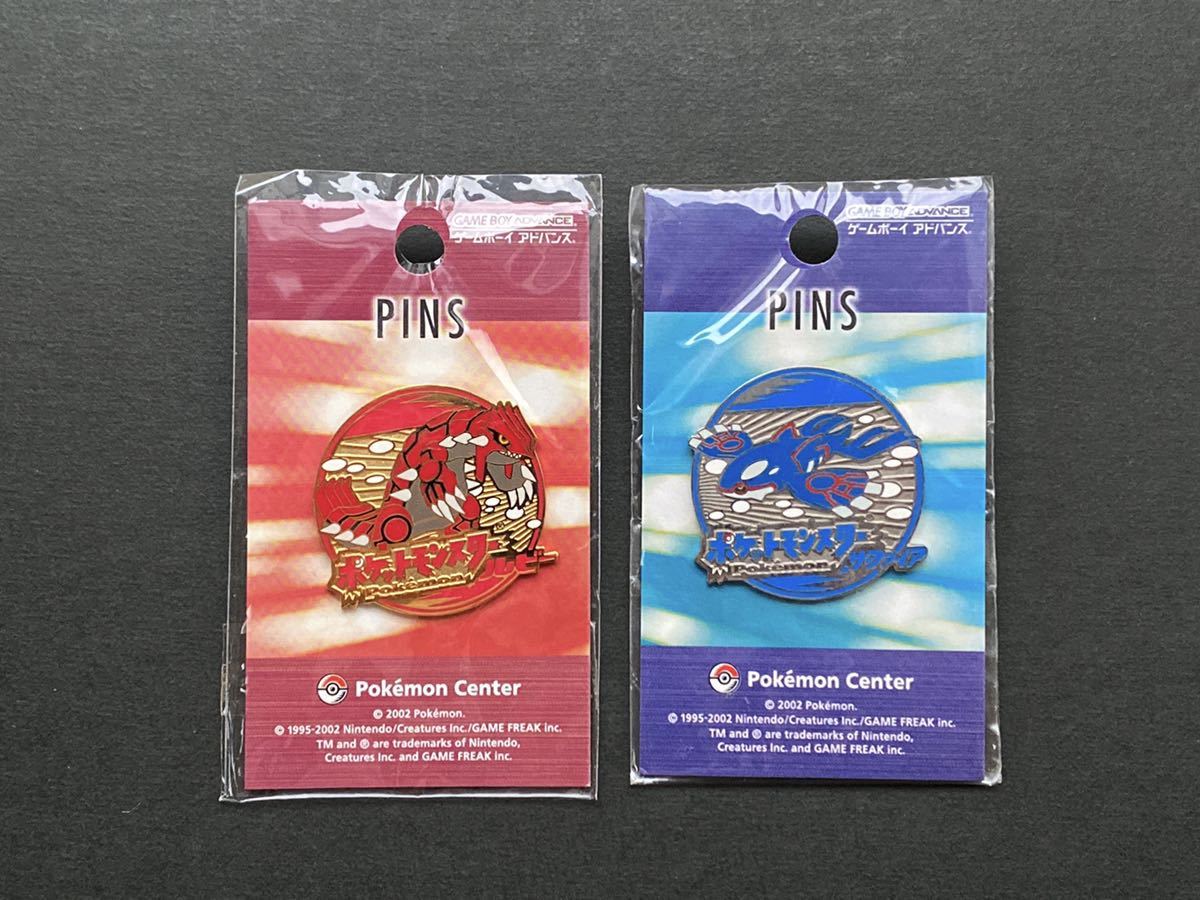 GAME BOY ADVANCE
ゲームボーイ アドバンス®
PINS
ポケットモンスター®
ルビー
Pokémon
Pokémon Center
© 2002 Pokémon.
© 1995-2002 Nintendo/Creatures Inc./GAME FREAK inc.
TM and ® are trademarks of Nintendo,
Creatures Inc. and GAME FREAK inc.
GAME BOY ADVANCE
ゲームボーイ アドバンス®
PINS
ポケットモンスター®
サファイア
Pokémon
Pokémon Center
© 2002 Pokémon.
© 1995-2002 Nintendo/Creatures Inc./GAME FREAK inc.
TM and ® are trademarks of Nintendo,
Creatures Inc. and GAME FREAK inc.